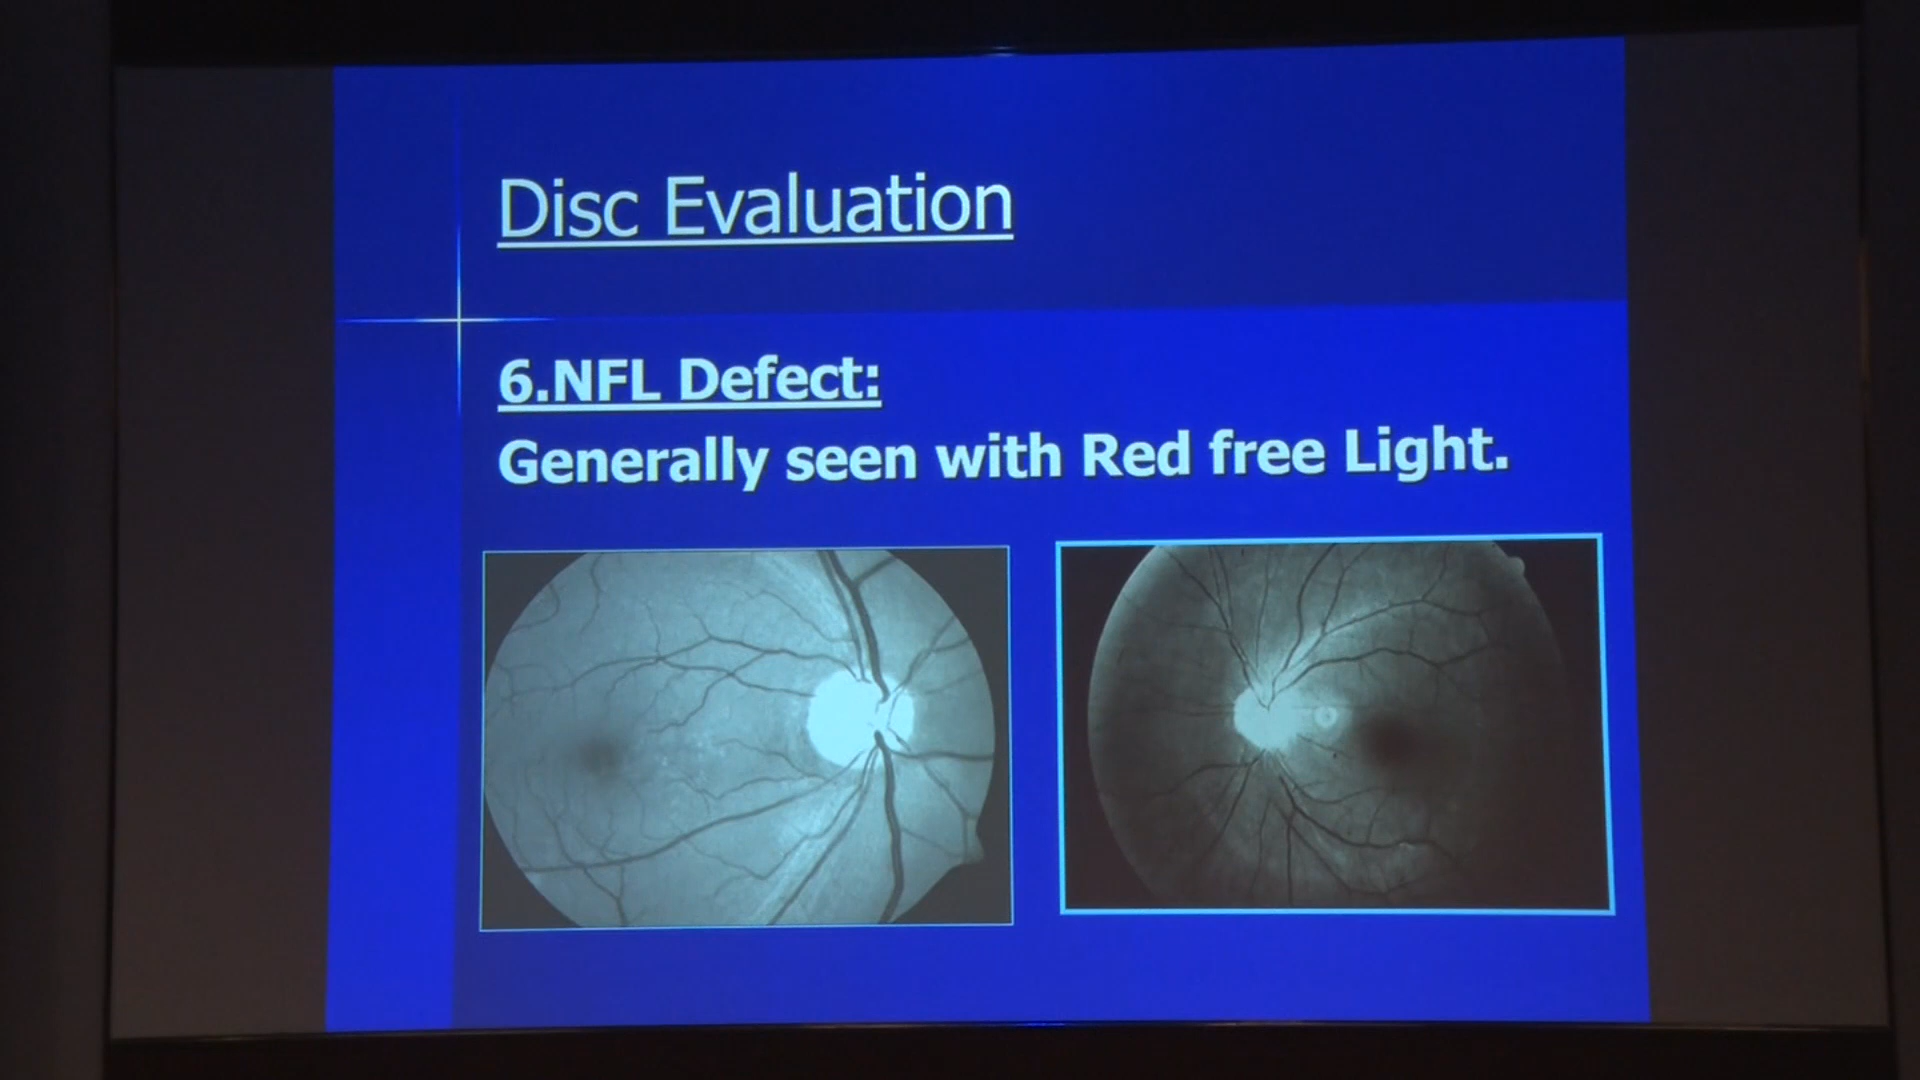 Disc Evaluation
6.NFL Defect:
Generally seen with Red free Light.